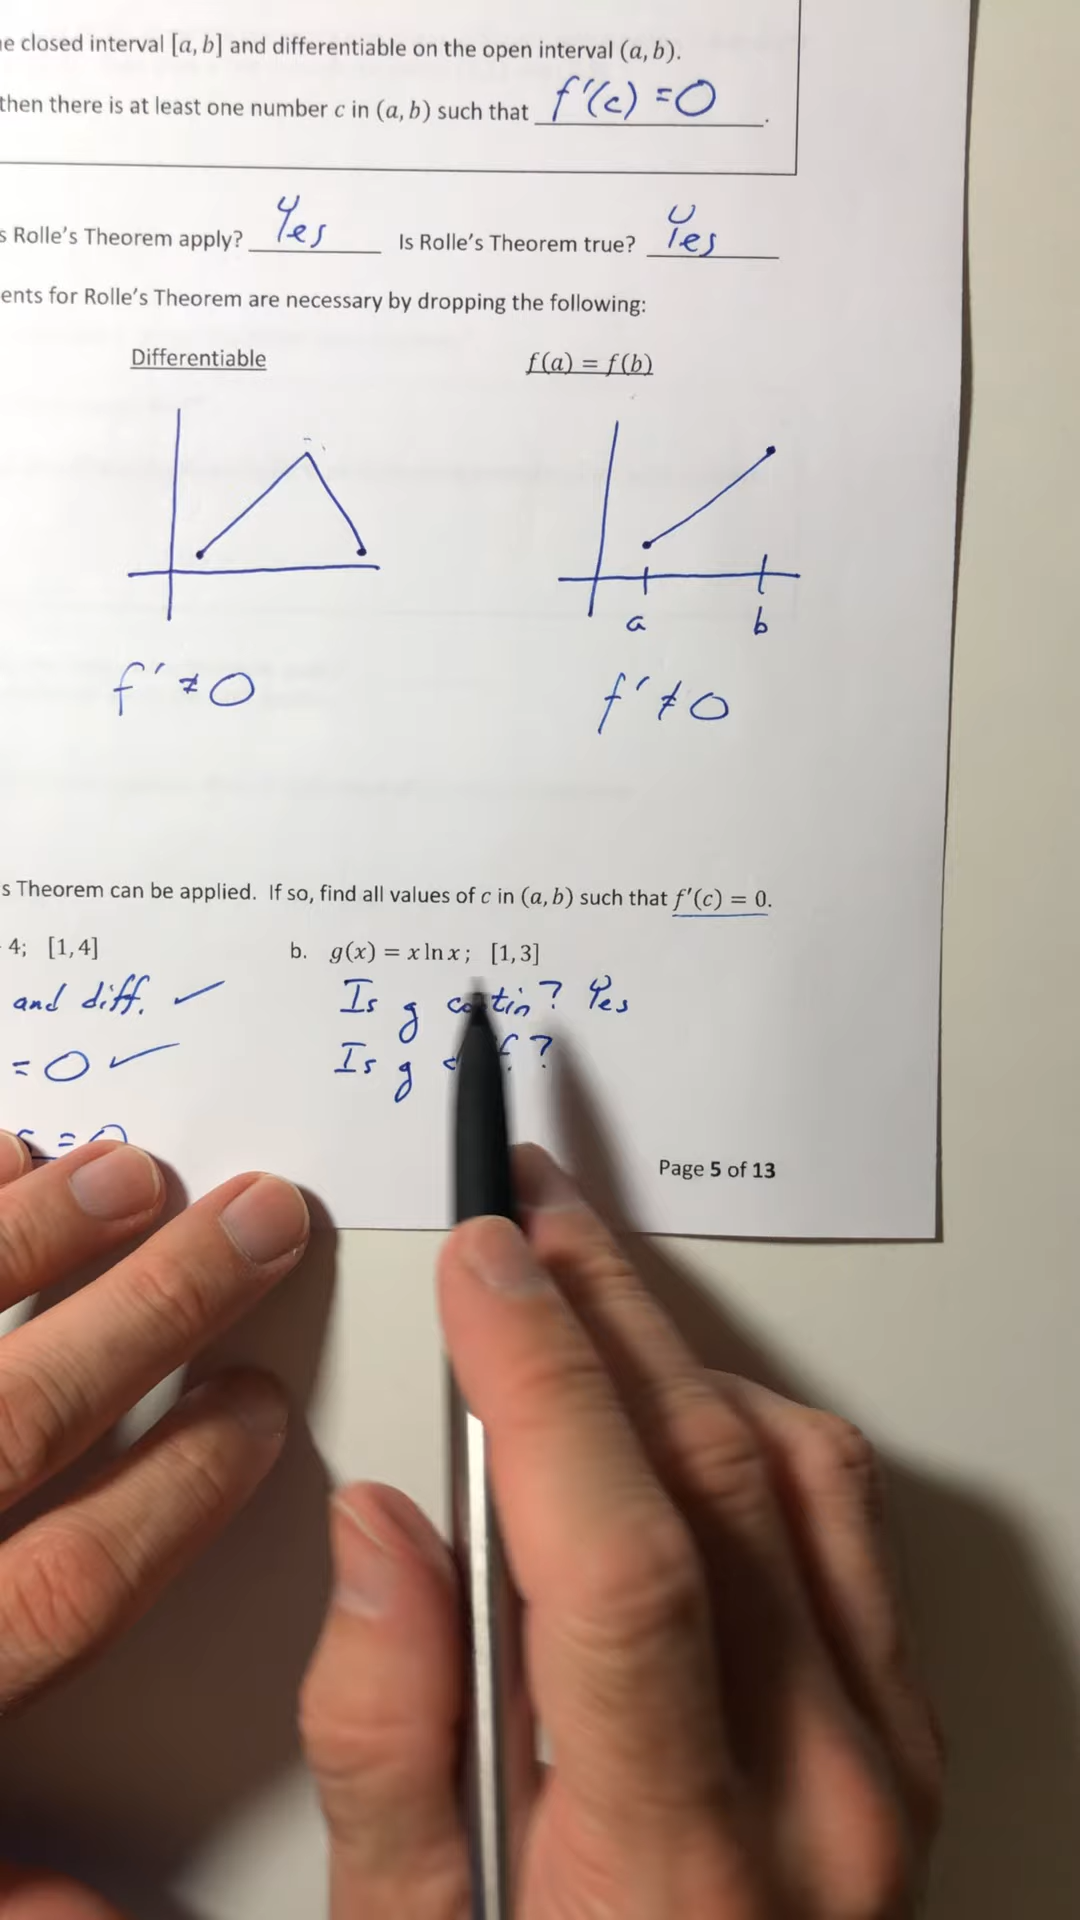 e closed interval [a, b] and differentiable on the open interval (a, b).
then there is at least one number c in (a, b) such that f'(c) = 0.
s Rolle's Theorem apply? Yes Is Rolle's Theorem true? Yes
ents for Rolle's Theorem are necessary by dropping the following:
Differentiable f(a) = f(b)
a b
f' ≠ 0 f' ≠ 0
s Theorem can be applied. If so, find all values of c in (a, b) such that f'(c) = 0.
4; [1, 4] b. g(x) = x ln x; [1, 3]
and diff. ✓ Is g contin? Yes
= 0 ✓ Is g ?
= 0
Page 5 of 13